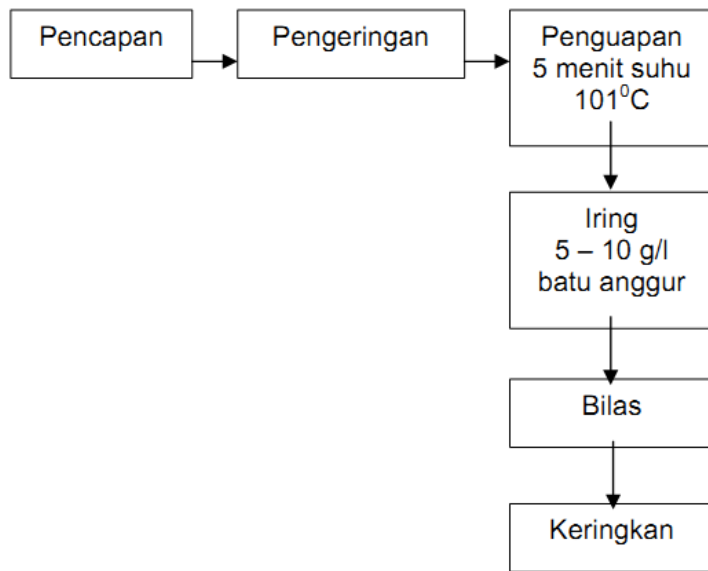 Pencapan
Pengeringan
Penguapan
5 menit suhu
101⁰C
Iring
5 – 10 g/l
batu anggur
Bilas
Keringkan